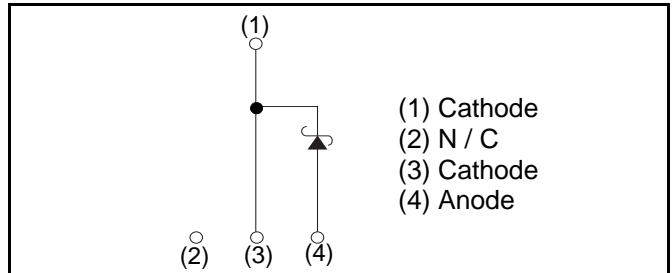 (1)
(1) Cathode
(2) N / C
(3) Cathode
(4) Anode
(2) (3) (4)